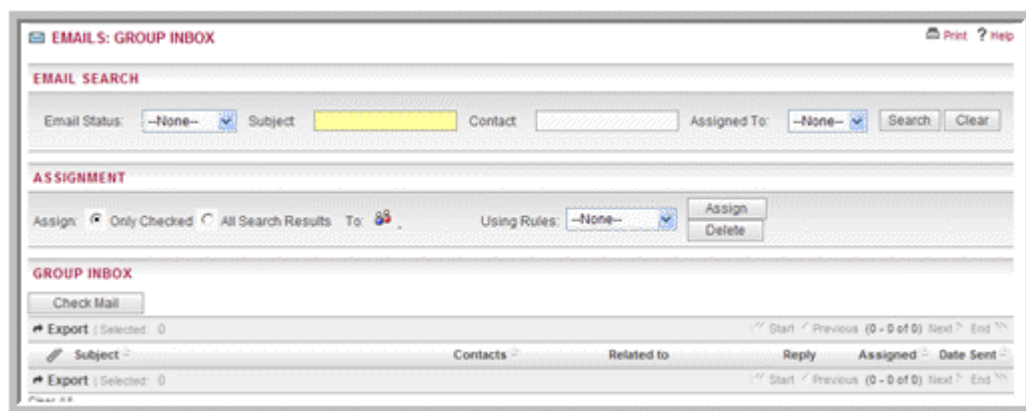 EMAILS: GROUP INBOX Print ? Help
EMAIL SEARCH
Email Status: --None-- Subject Contact Assigned To: --None-- Search Clear
ASSIGNMENT
Assign: Only Checked All Search Results To: Using Rules: --None-- Assign
Delete
GROUP INBOX
Check Mail
Export | Selected: 0 Start Previous (0 - 0 of 0) Next End
Subject Contacts Related to Reply Assigned Date Sent
Export | Selected: 0 Start Previous (0 - 0 of 0) Next End
Clear All